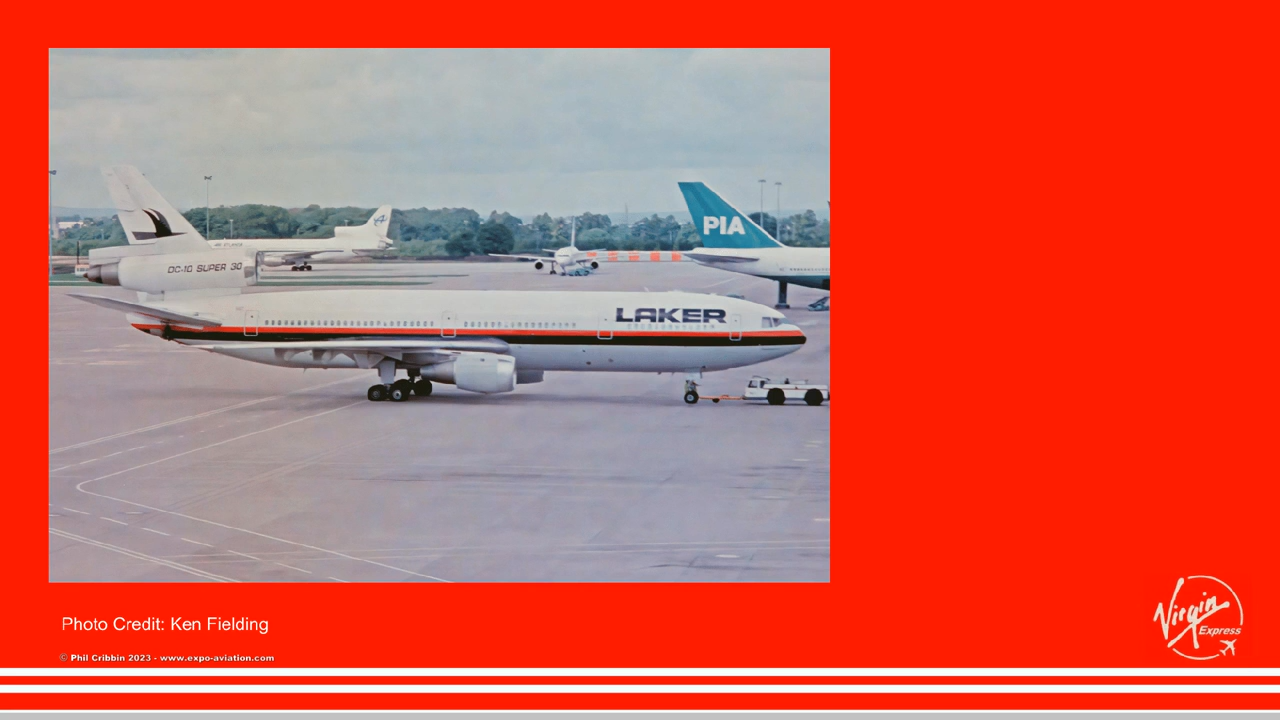 DC-10 SUPER 30
LAKER
PIA
Photo Credit: Ken Fielding
© Phil Cribbin 2023 - www.expo-aviation.com
Virgin
Express